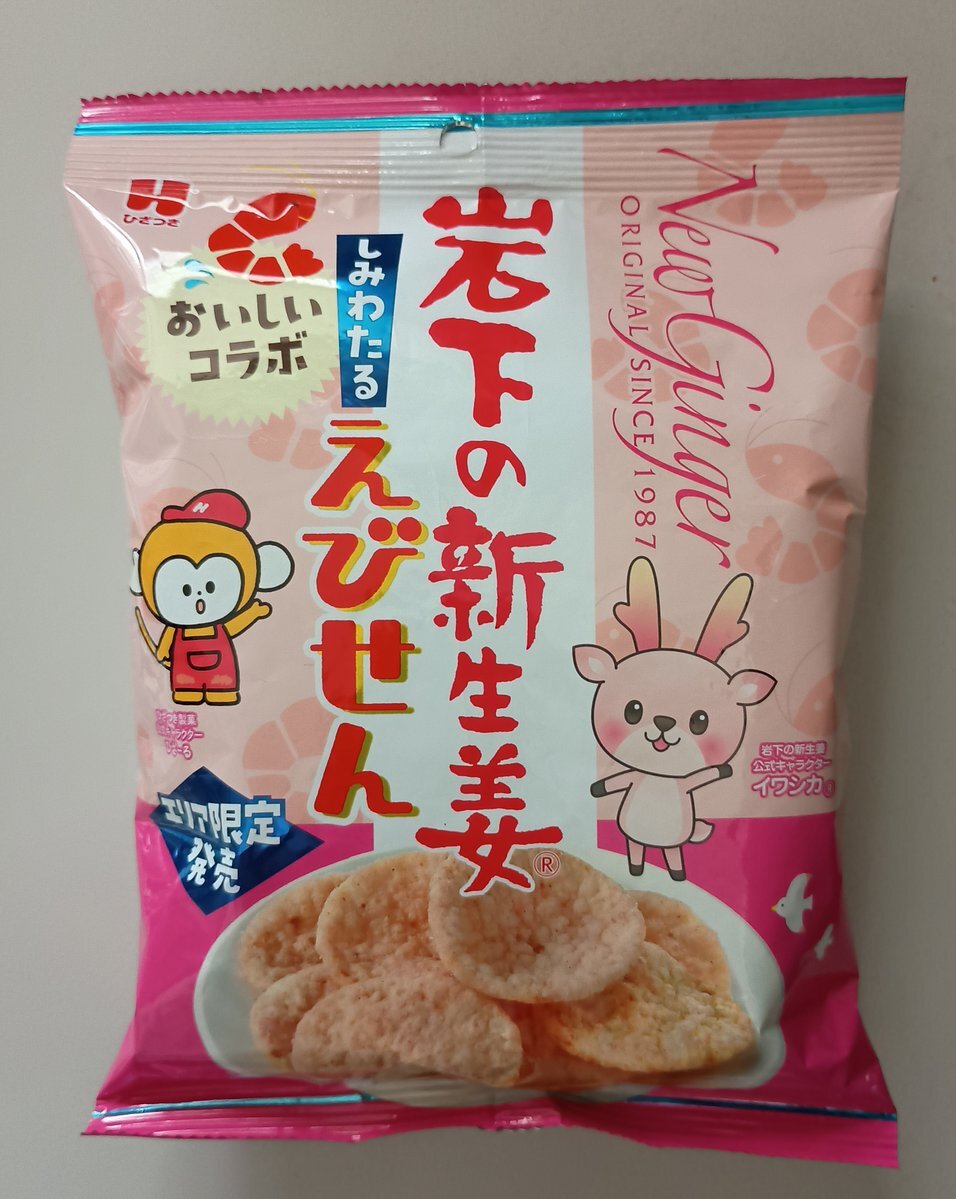 H
ひざつき
おいしい
コラボ
しみわたる
えびせん
岩下の新生姜
®
New Ginger
ORIGINAL SINCE 1987
岩下の新生姜
公式キャラクター
イワシカ
エリア限定
発売